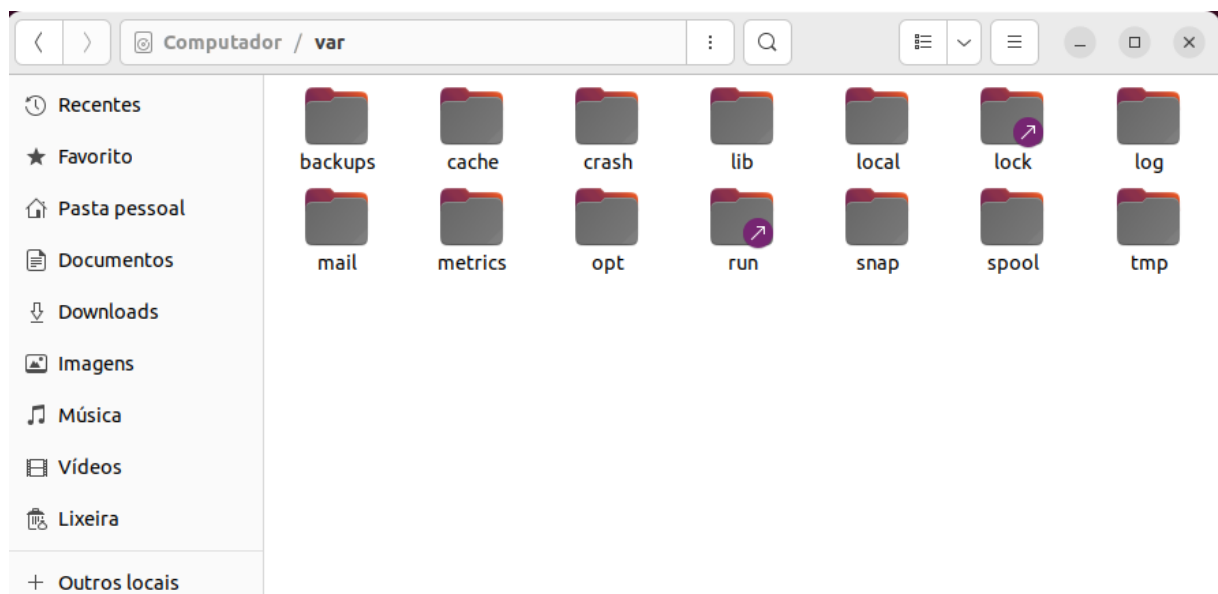 Computador / var
Recentes
Favorito
Pasta pessoal
Documentos
Downloads
Imagens
Música
Vídeos
Lixeira
Outros locais
backups cache crash lib local lock log
mail metrics opt run snap spool tmp